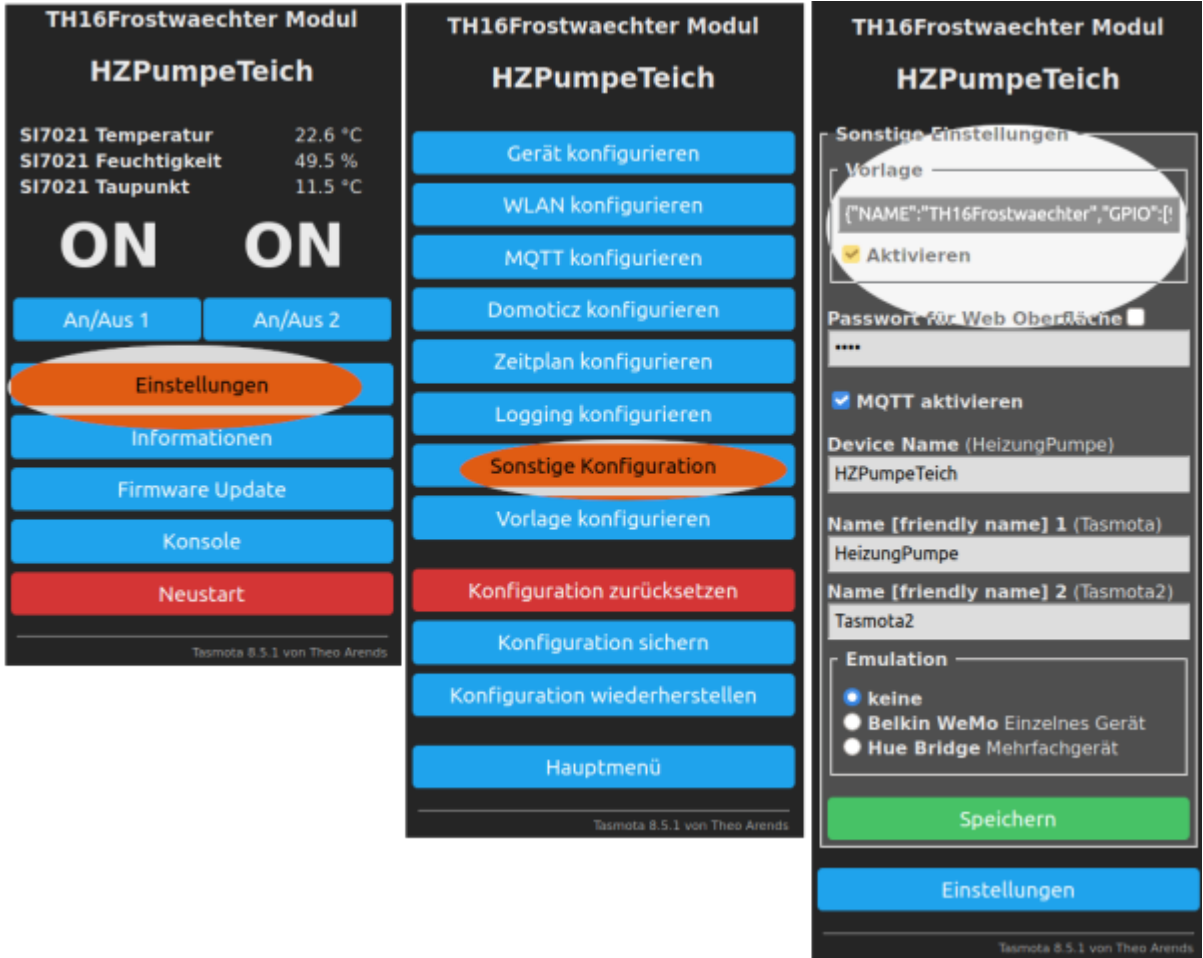 TH16Frostwaechter Modul
HZPumpeTeich
SI7021 Temperatur 22.6 °C
SI7021 Feuchtigkeit 49.5 %
SI7021 Taupunkt 11.5 °C
ON ON
An/Aus 1 An/Aus 2
Einstellungen
Informationen
Firmware Update
Konsole
Neustart
Tasmota 8.5.1 von Theo Arends
TH16Frostwaechter Modul
HZPumpeTeich
Gerät konfigurieren
WLAN konfigurieren
MQTT konfigurieren
Domoticz konfigurieren
Zeitplan konfigurieren
Logging konfigurieren
Sonstige Konfiguration
Vorlage konfigurieren
Konfiguration zurücksetzen
Konfiguration sichern
Konfiguration wiederherstellen
Hauptmenü
Tasmota 8.5.1 von Theo Arends
TH16Frostwaechter Modul
HZPumpeTeich
Sonstige Einstellungen
Vorlage
{"NAME":"TH16Frostwaechter","GPIO":[
Aktivieren
Passwort für Web Oberfläche
••••
MQTT aktivieren
Device Name (HeizungPumpe)
HZPumpeTeich
Name [friendly name] 1 (Tasmota)
HeizungPumpe
Name [friendly name] 2 (Tasmota2)
Tasmota2
Emulation
keine
Belkin WeMo Einzelnes Gerät
Hue Bridge Mehrfachgerät
Speichern
Einstellungen
Tasmota 8.5.1 von Theo Arends